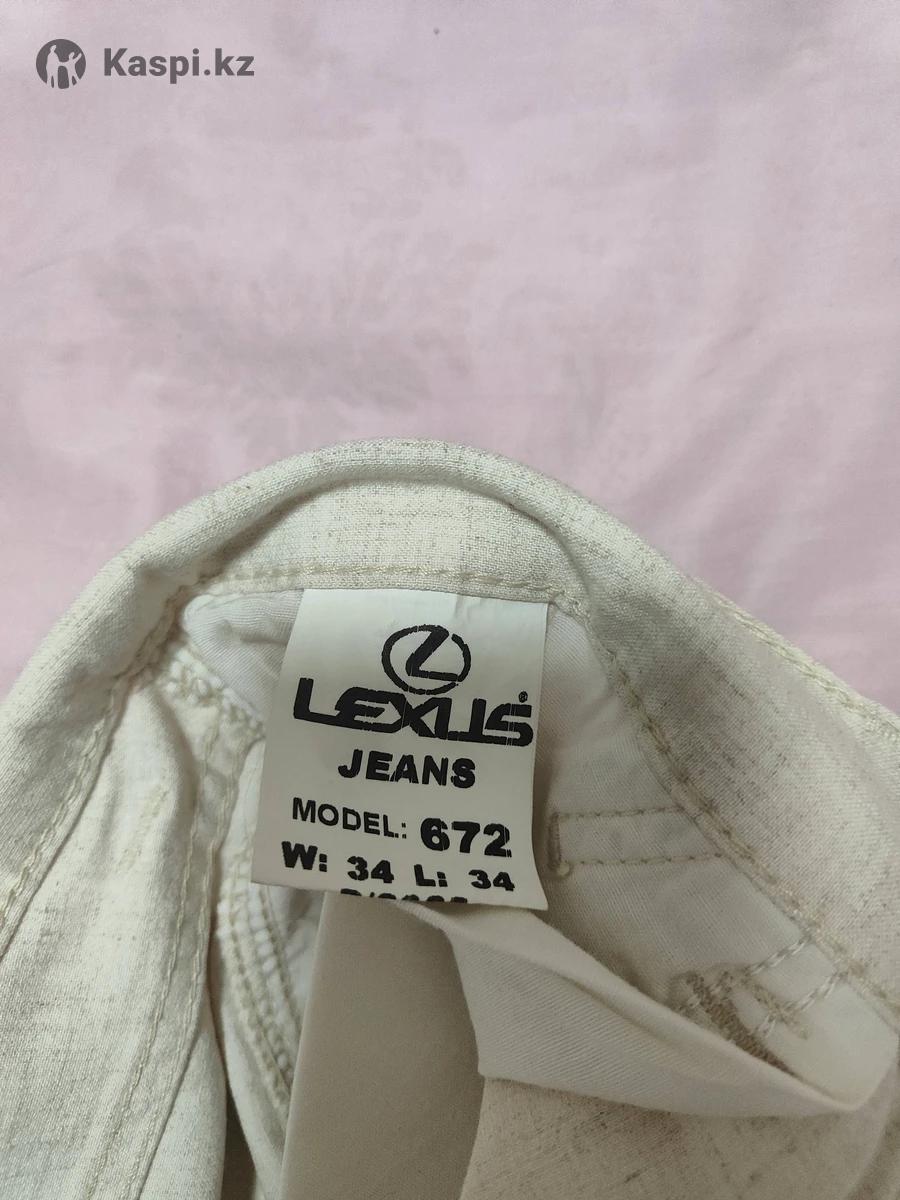 Kaspi.kz
LEXUS®
JEANS
MODEL: 672
W: 34 L: 34